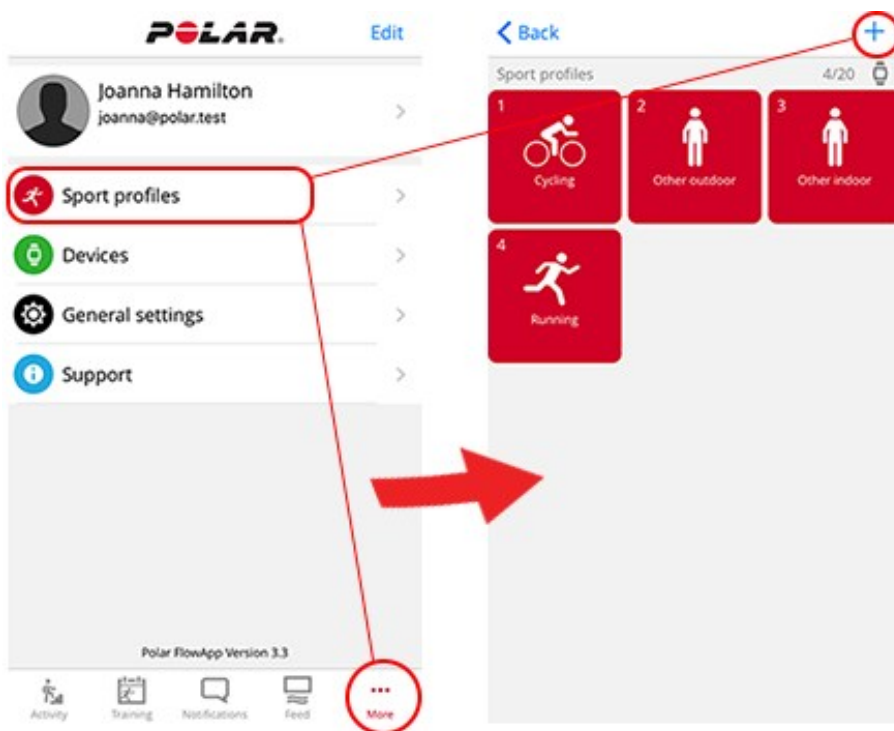 POLAR.
Edit
Joanna Hamilton
joanna@polar.test
Sport profiles
Devices
General settings
Support
Polar FlowApp Version 3.3
Activity
Training
Notifications
Feed
More
Back
Sport profiles 4/20
1
Cycling
2
Other outdoor
3
Other indoor
4
Running